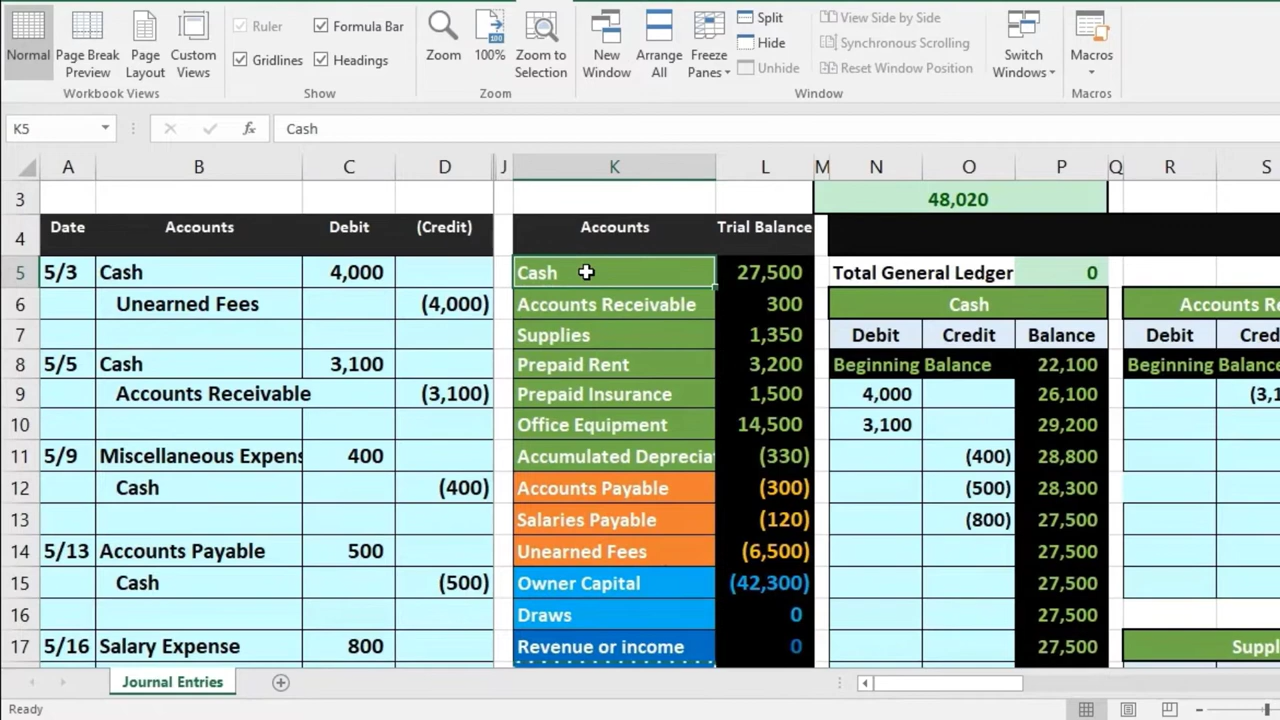 Ruler Formula Bar
Gridlines Headings
Normal Page Break Preview Page Layout Custom Views
Workbook Views Show
Zoom 100% Zoom to Selection
100
Zoom
New Window Arrange All Freeze Panes
Split
Hide
Unhide
View Side by Side
Synchronous Scrolling
Reset Window Position
Window
Switch Windows
Macros
Macros
K5 fx Cash
A B C D J K L M N O P Q R S
3 48,020
4 Date Accounts Debit (Credit) Accounts Trial Balance
5 5/3 Cash 4,000 Cash 27,500 Total General Ledger 0
6 Unearned Fees (4,000) Accounts Receivable 300 Cash Accounts Re
7 Supplies 1,350 Debit Credit Balance Debit C
8 5/5 Cash 3,100 Prepaid Rent 3,200 Beginning Balance 22,100 Beginning Balance
9 Accounts Receivable (3,100) Prepaid Insurance 1,500 4,000 26,100 (3,1
10 Office Equipment 14,500 3,100 29,200
11 5/9 Miscellaneous Expens 400 Accumulated Deprecia (330) (400) 28,800
12 Cash (400) Accounts Payable (300) (500) 28,300
13 Salaries Payable (120) (800) 27,500
14 5/13 Accounts Payable 500 Unearned Fees (6,500) 27,500
15 Cash (500) Owner Capital (42,300) 27,500
16 Draws 0 27,500
17 5/16 Salary Expense 800 Revenue or income 0 27,500 Suppl
Journal Entries
Ready